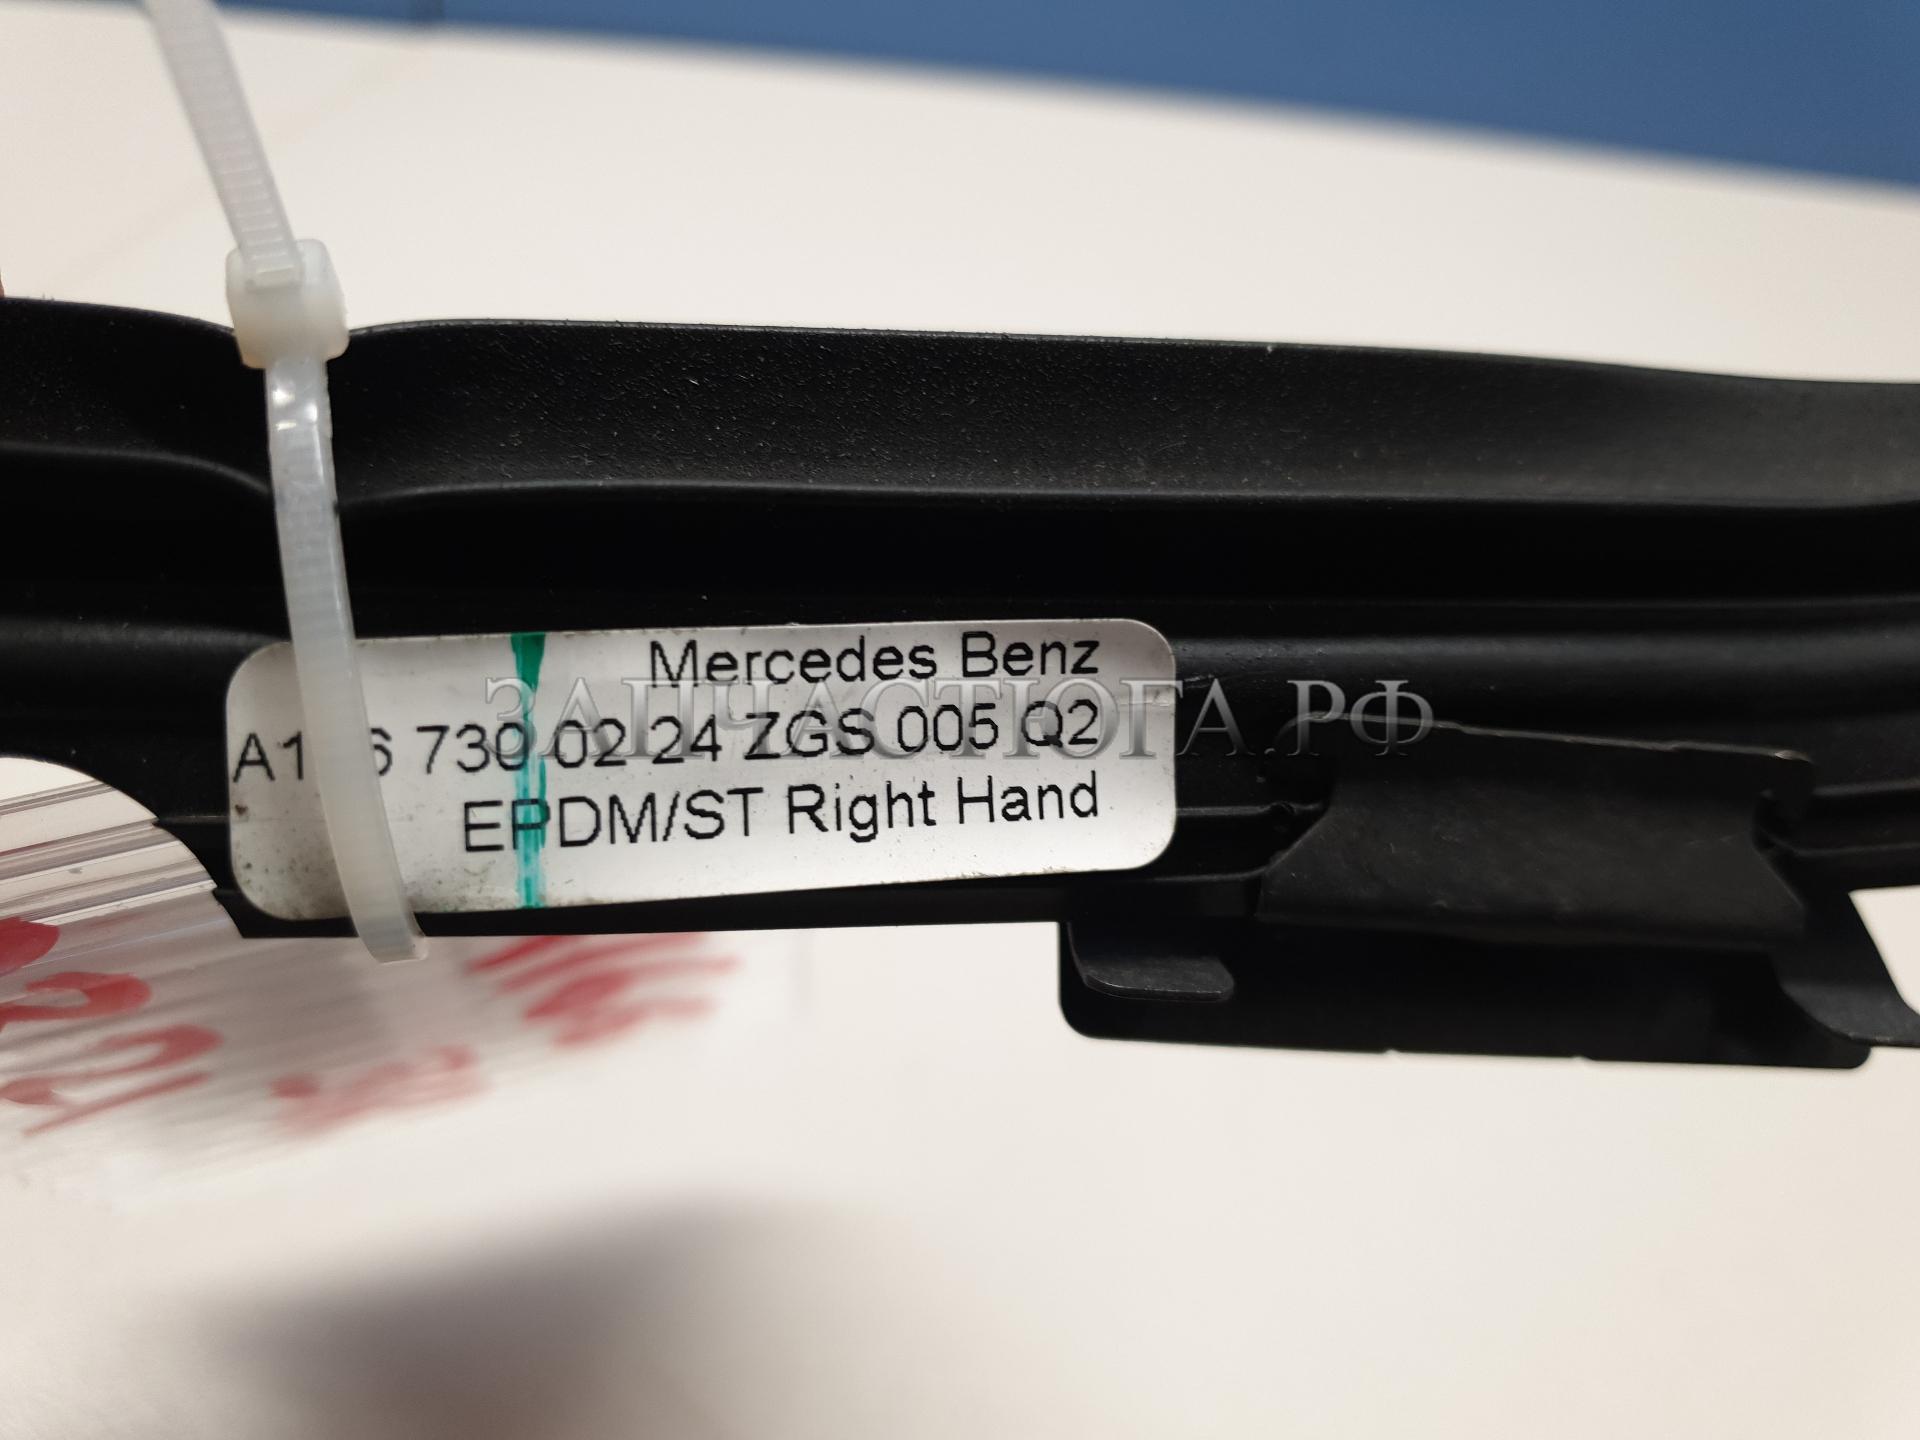 Mercedes Benz
730 02 24 ZGS 005 Q2
EPDM/ST Right Hand
ЗАПЧАСТЮГА.РФ